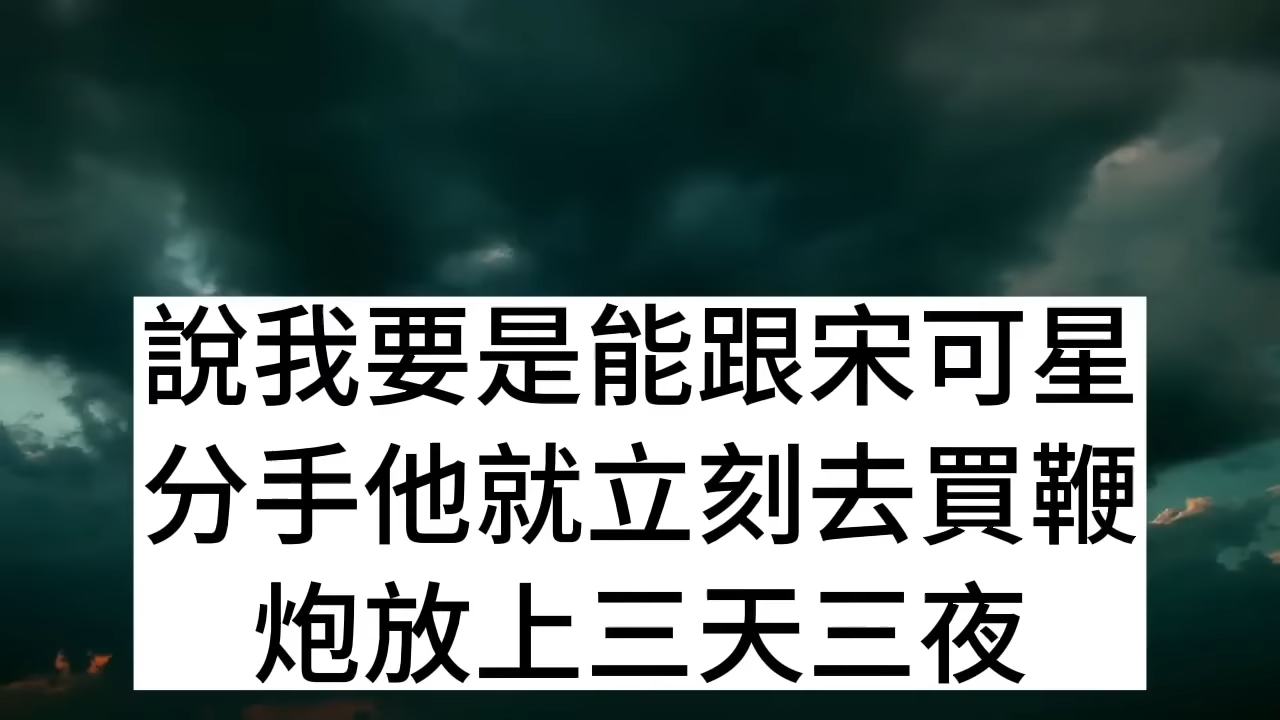 說我要是能跟宋可星
分手他就立刻去買鞭
炮放上三天三夜